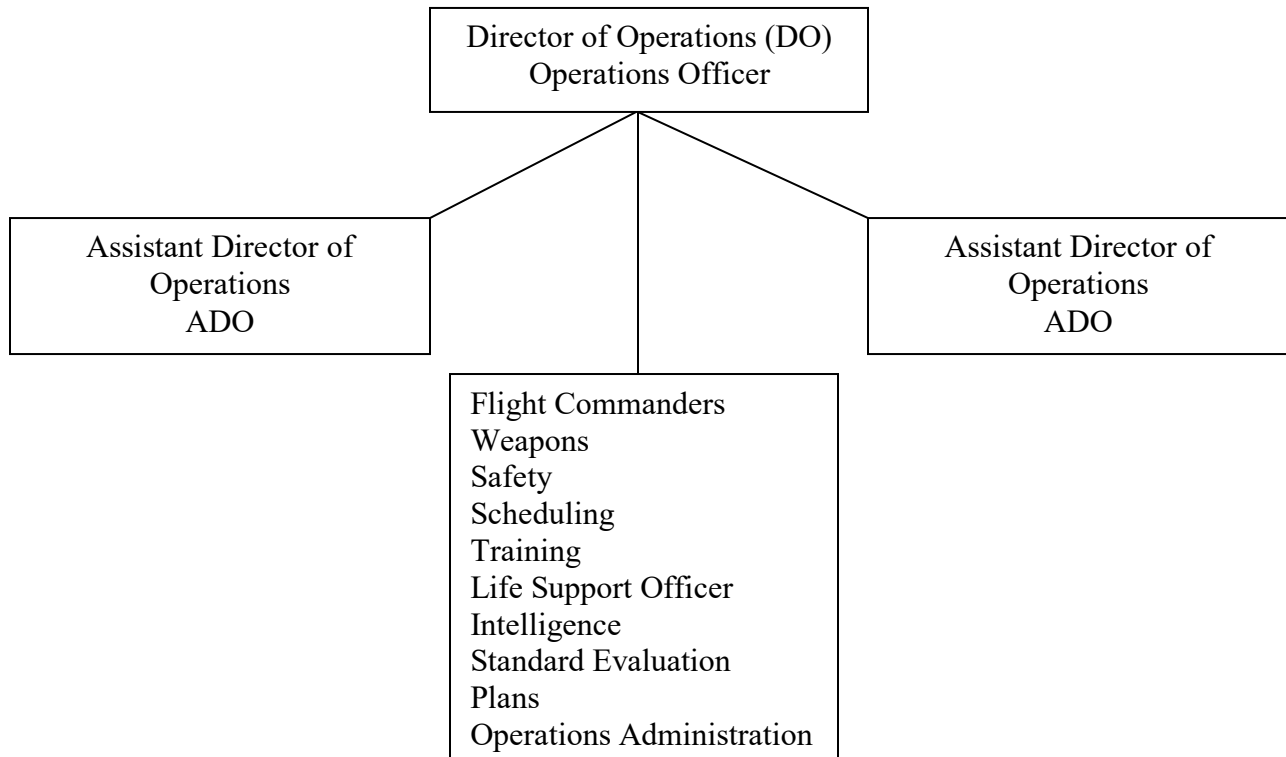 Director of Operations (DO)
Operations Officer
Assistant Director of
Operations
ADO
Assistant Director of
Operations
ADO
Flight Commanders
Weapons
Safety
Scheduling
Training
Life Support Officer
Intelligence
Standard Evaluation
Plans
Operations Administration